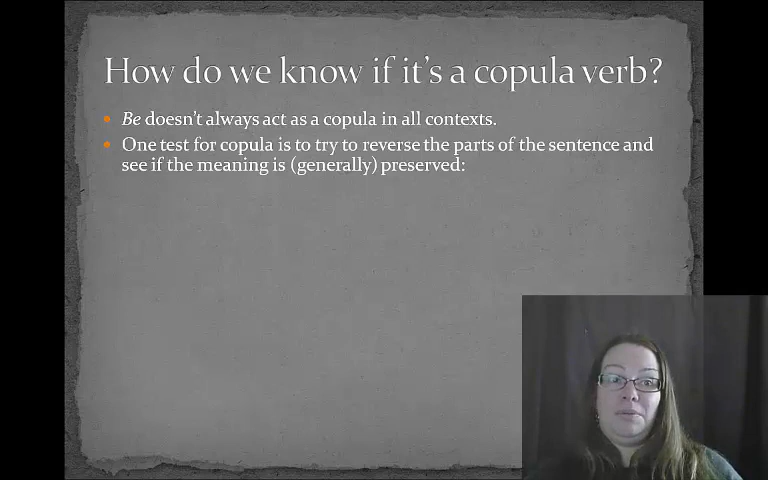 How do we know if it's a copula verb?
Be doesn't always act as a copula in all contexts.
One test for copula is to try to reverse the parts of the sentence and
see if the meaning is (generally) preserved: